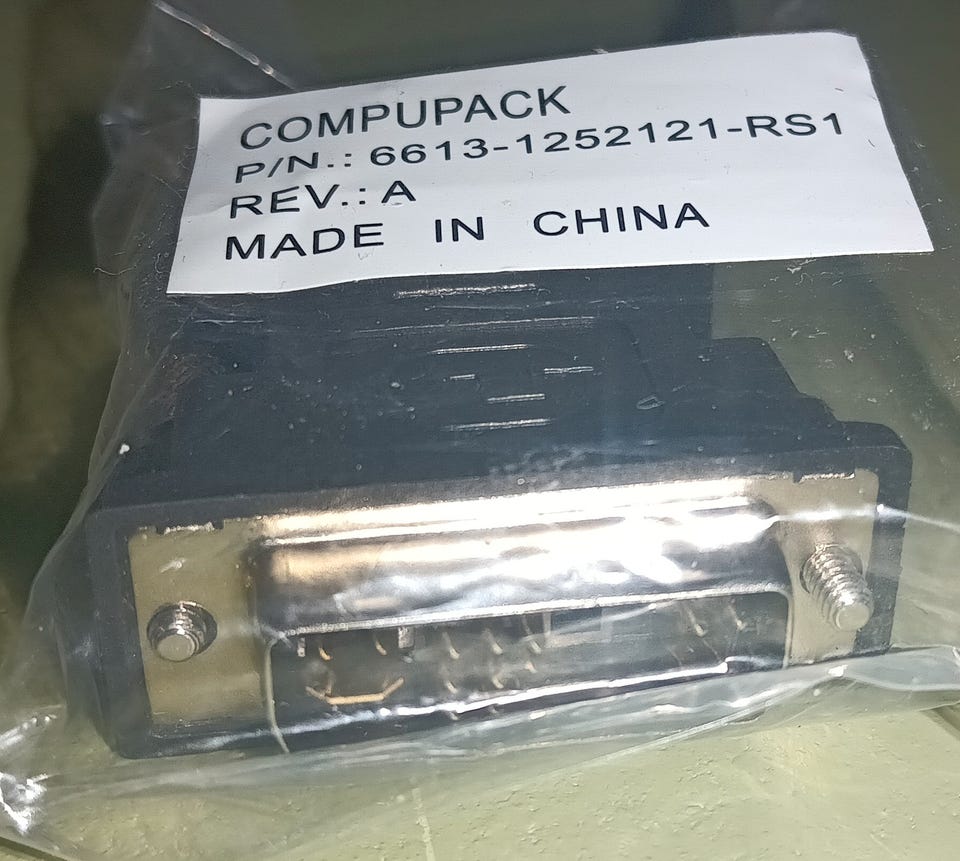 COMPUPACK
P/N.: 6613-1252121-RS1
REV.: A
MADE IN CHINA